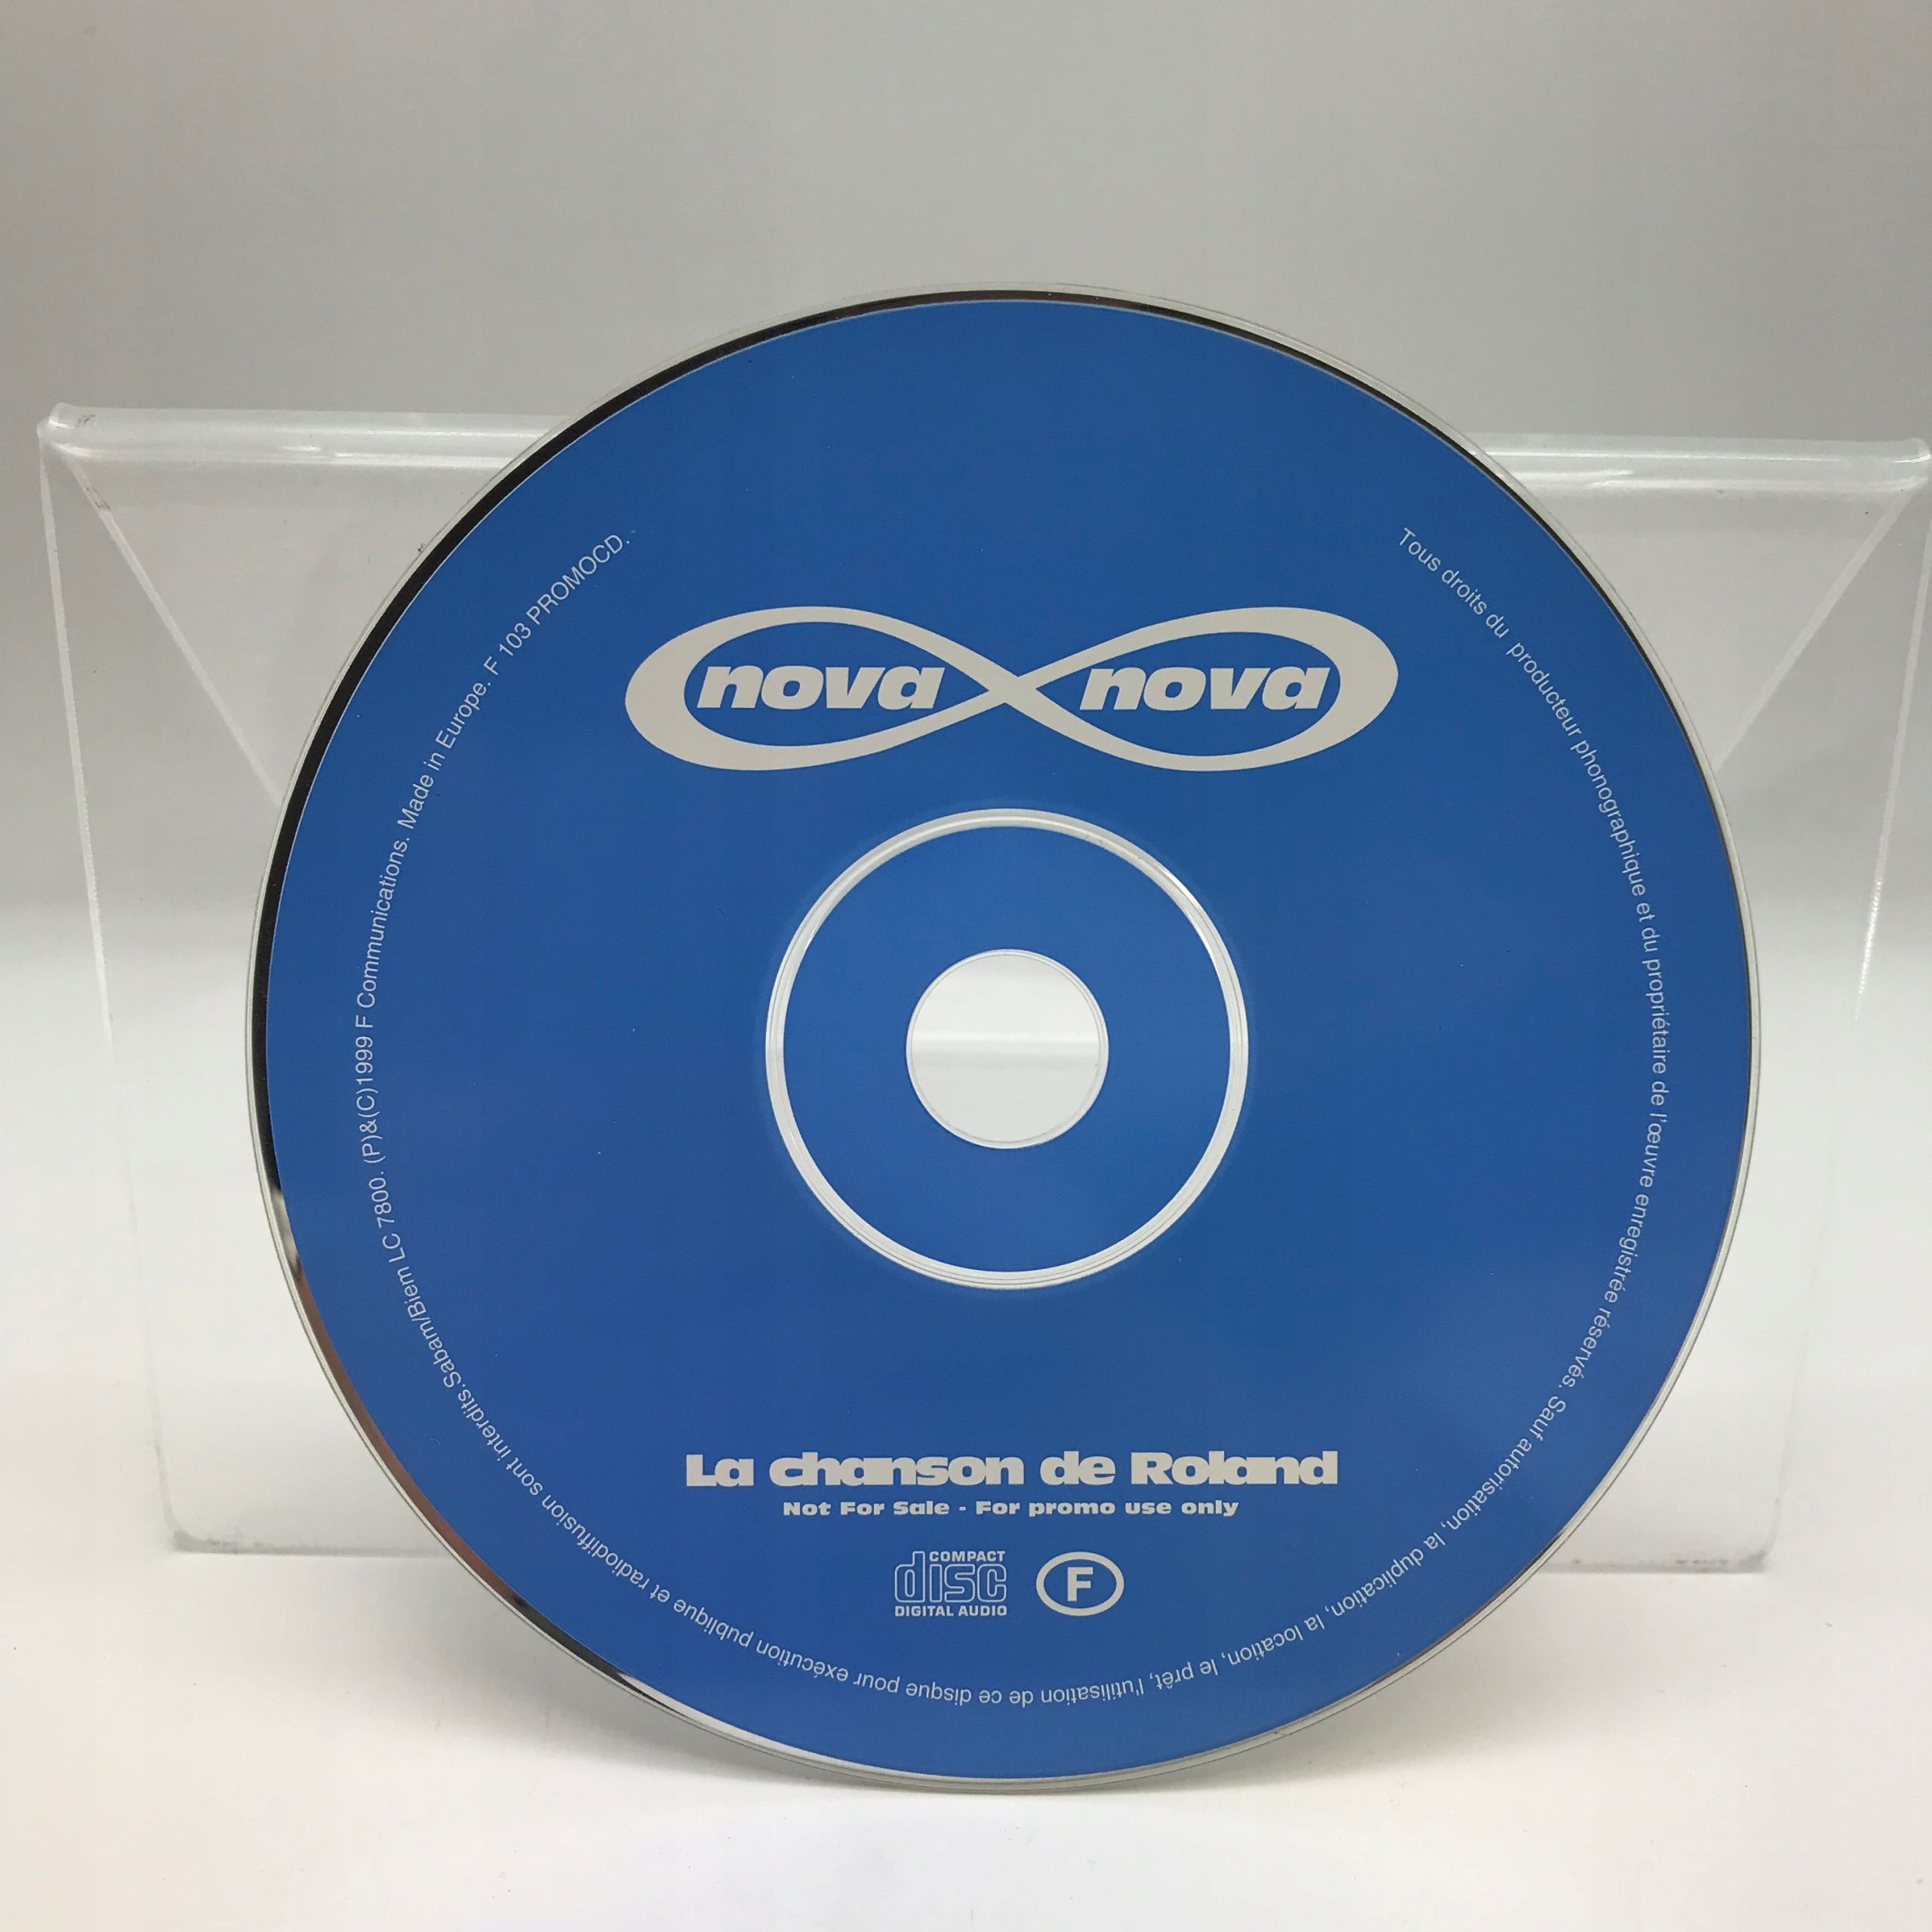 nova nova
La chanson de Roland
Not For Sale - For promo use only
COMPACT
disc
DIGITAL AUDIO
F
Tous droits du producteur phonographique et du propriétaire de l'œuvre enregistrée réservés. Sauf autorisation, la duplication, la location, le prêt, l'utilisation de ce disque pour exécution publique et radiodiffusion sont interdits.Sabam/Biem LC 7800. (P)&(C)1999 F Communications. Made in Europe. F 103 PROMOCD.